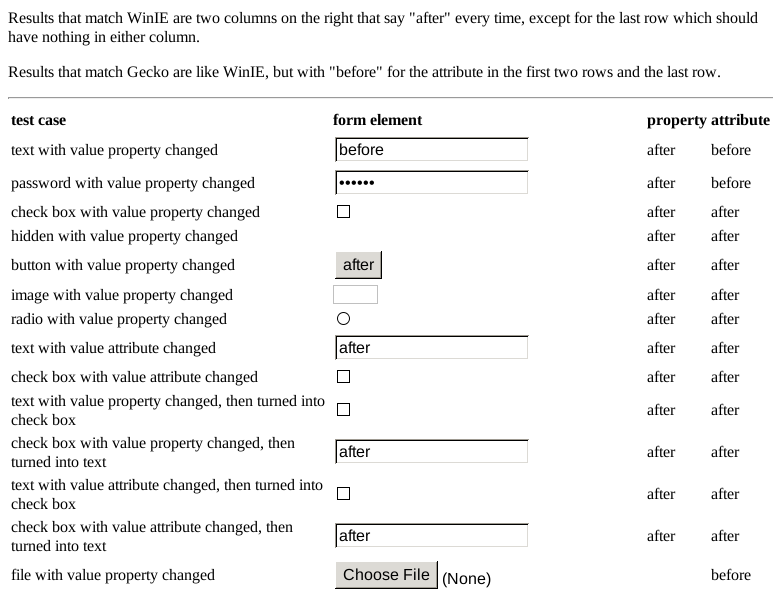 Results that match WinIE are two columns on the right that say "after" every time, except for the last row which should
have nothing in either column.
Results that match Gecko are like WinIE, but with "before" for the attribute in the first two rows and the last row.
test case form element property attribute
text with value property changed before after before
password with value property changed •••••• after before
check box with value property changed after after
hidden with value property changed after after
button with value property changed after after after
image with value property changed after after
radio with value property changed after after
text with value attribute changed after after after
check box with value attribute changed after after
text with value property changed, then turned into
check box after after
check box with value property changed, then
turned into text after after after
text with value attribute changed, then turned into
check box after after
check box with value attribute changed, then
turned into text after after after
file with value property changed Choose File (None) before